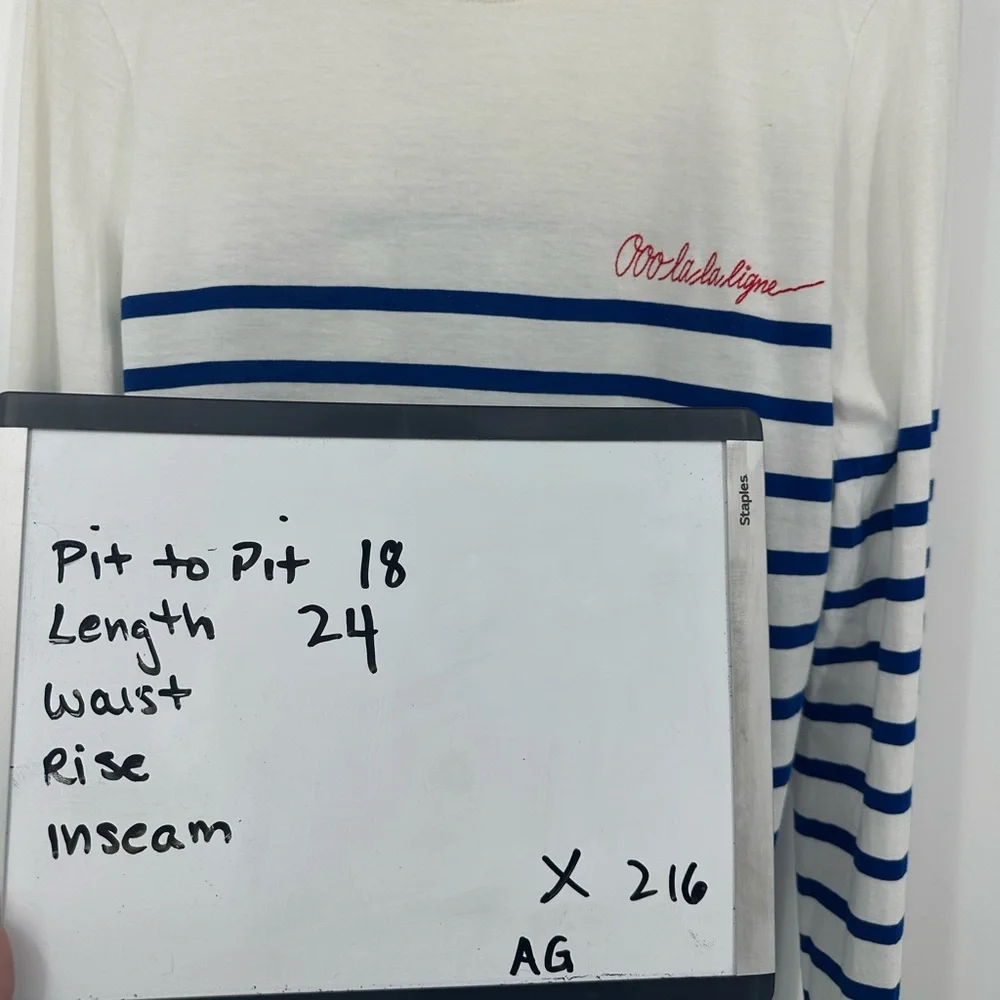 Ooo la la ligne
Staples
Pit to Pit 18
Length 24
Waist
Rise
Inseam
X 216
AG